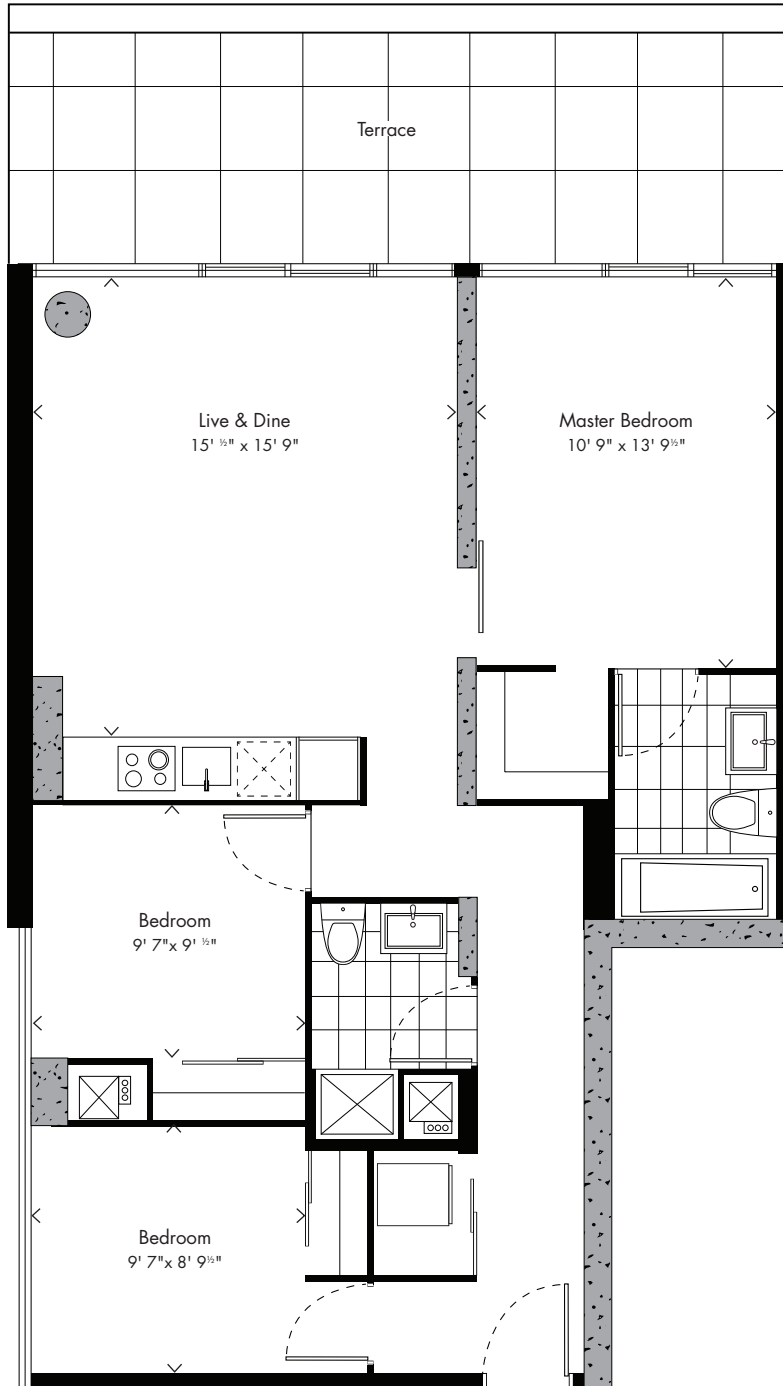 Terrace
Live & Dine
15' ½" x 15' 9"
Master Bedroom
10' 9" x 13' 9½"
Bedroom
9' 7"x 9' ½"
Bedroom
9' 7"x 8' 9½"